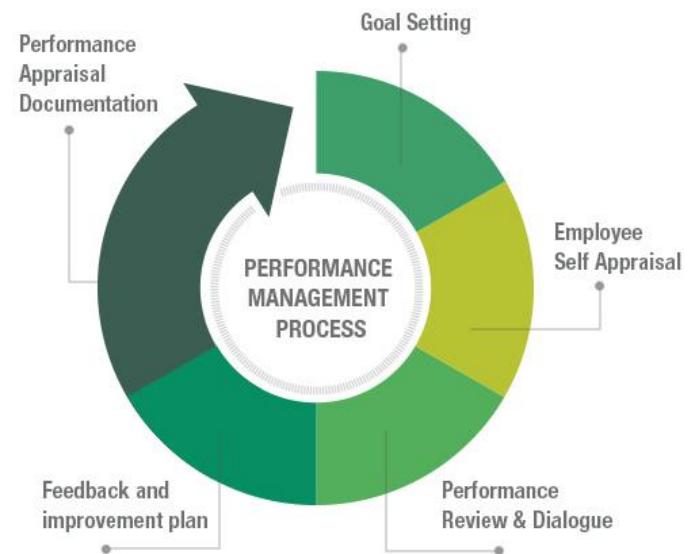 Goal Setting
Performance
Appraisal
Documentation
Employee
Self Appraisal
PERFORMANCE
MANAGEMENT
PROCESS
Feedback and
improvement plan
Performance
Review & Dialogue